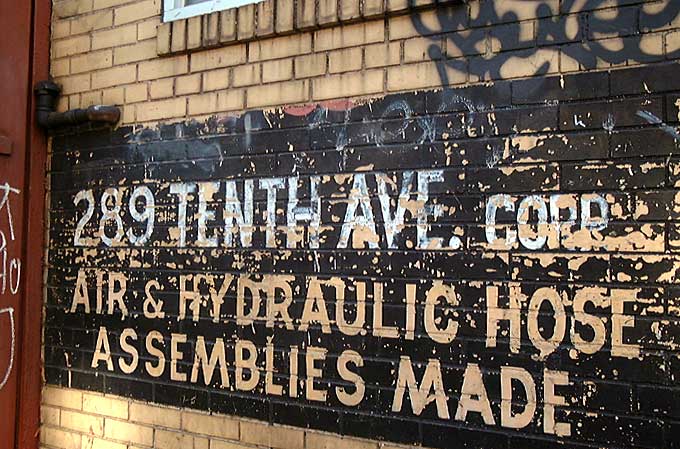 289 TENTH AVE. CORP
AIR & HYDRAULIC HOSE
ASSEMBLIES MADE